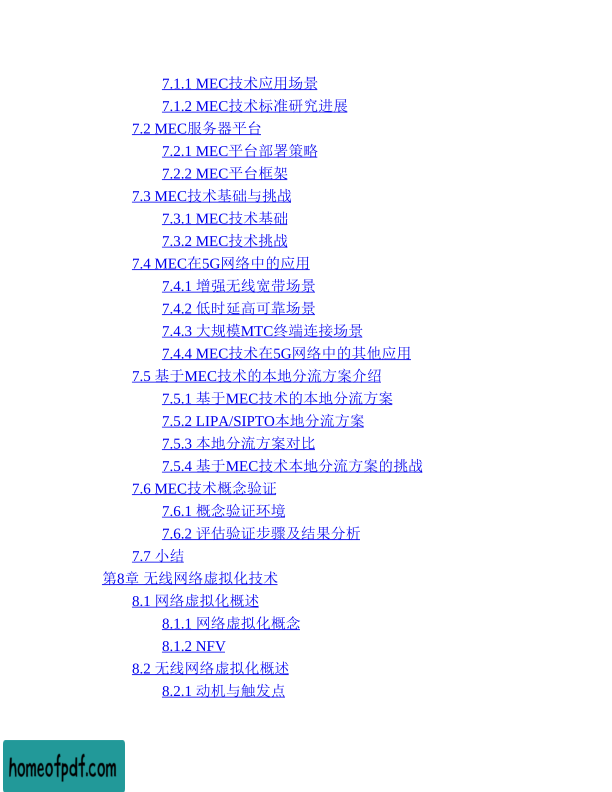 7.1.1 MEC技术应用场景
7.1.2 MEC技术标准研究进展
7.2 MEC服务器平台
7.2.1 MEC平台部署策略
7.2.2 MEC平台框架
7.3 MEC技术基础与挑战
7.3.1 MEC技术基础
7.3.2 MEC技术挑战
7.4 MEC在5G网络中的应用
7.4.1 增强无线宽带场景
7.4.2 低时延高可靠场景
7.4.3 大规模MTC终端连接场景
7.4.4 MEC技术在5G网络中的其他应用
7.5 基于MEC技术的本地分流方案介绍
7.5.1 基于MEC技术的本地分流方案
7.5.2 LIPA/SIPTO本地分流方案
7.5.3 本地分流方案对比
7.5.4 基于MEC技术本地分流方案的挑战
7.6 MEC技术概念验证
7.6.1 概念验证环境
7.6.2 评估验证步骤及结果分析
7.7 小结
第8章 无线网络虚拟化技术
8.1 网络虚拟化概述
8.1.1 网络虚拟化概念
8.1.2 NFV
8.2 无线网络虚拟化概述
8.2.1 动机与触发点
homeofpdf.com